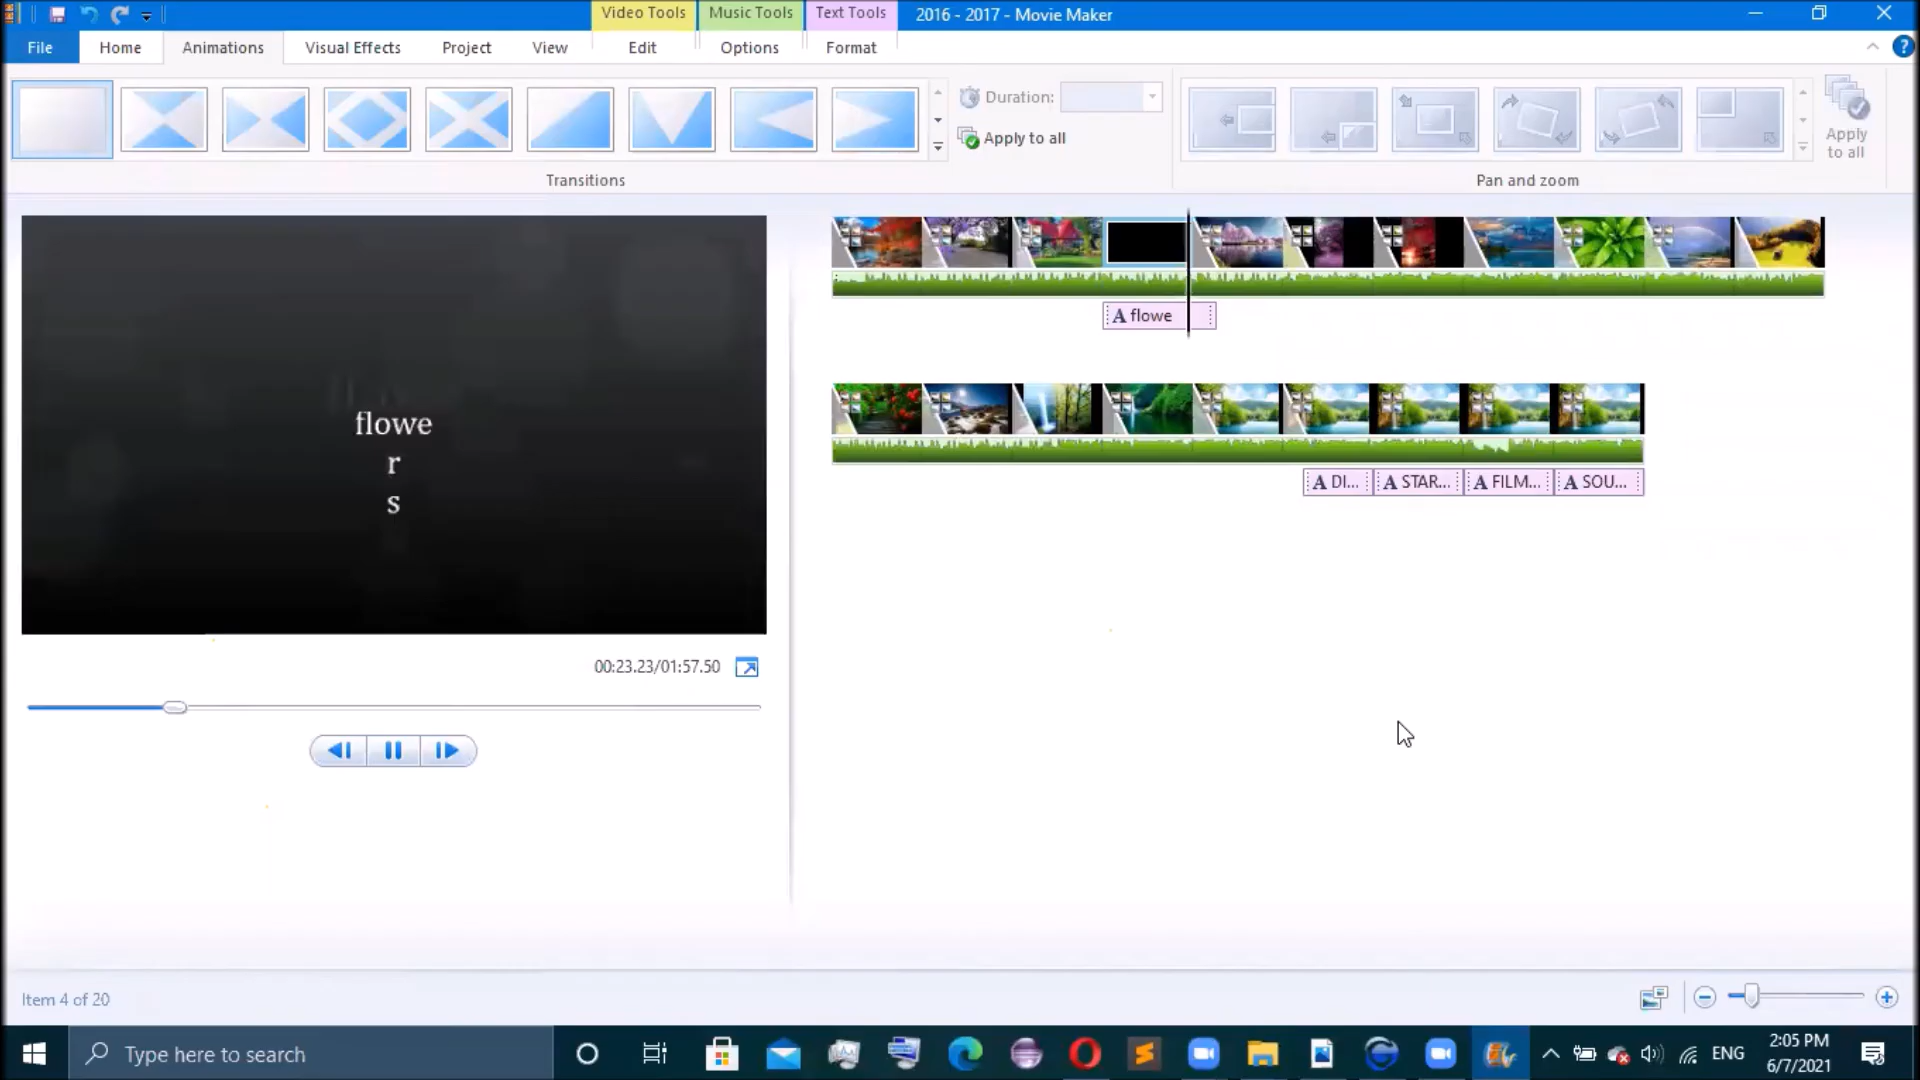 Video Tools
Music Tools
Text Tools
2016 - 2017 - Movie Maker
File
Home
Animations
Visual Effects
Project
View
Edit
Options
Format
Duration:
Apply to all
Apply
to all
Transitions
Pan and zoom
flowe
r
s
A flowe
A DI...
A STAR...
A FILM...
A SOU...
00:23.23/01:57.50
Item 4 of 20
Type here to search
ENG
2:05 PM
6/7/2021